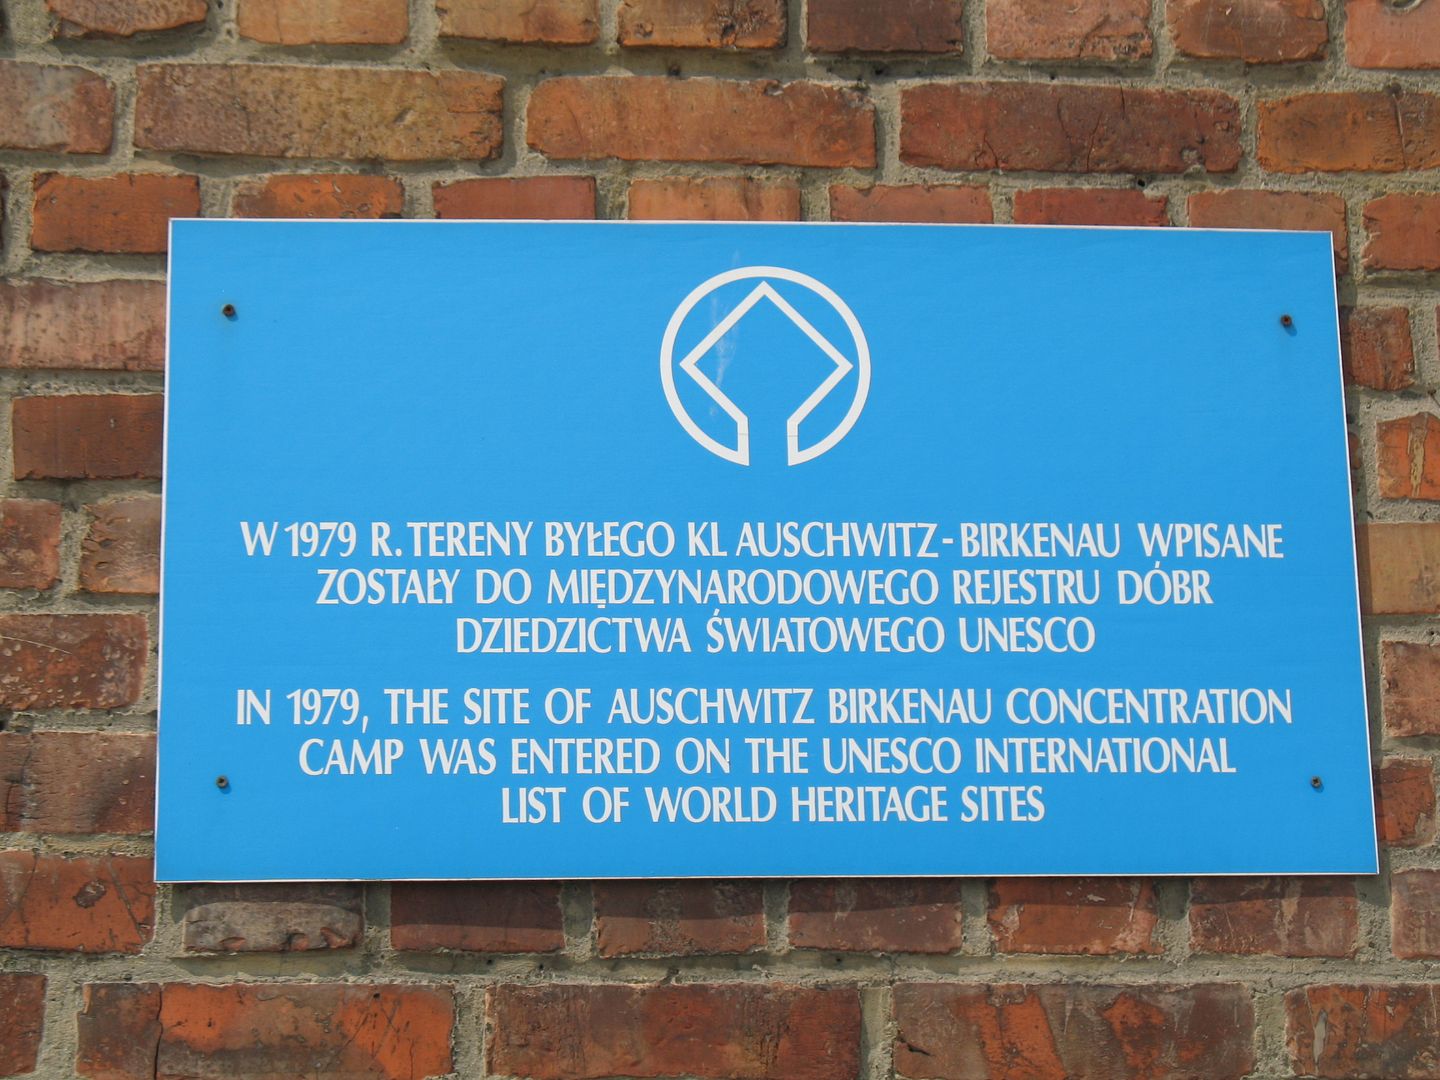 W 1979 R. TERENY BYŁEGO KL AUSCHWITZ-BIRKENAU WPISANE
ZOSTAŁY DO MIĘDZYNARODOWEGO REJESTRU DÓBR
DZIEDZICTWA ŚWIATOWEGO UNESCO
IN 1979, THE SITE OF AUSCHWITZ BIRKENAU CONCENTRATION
CAMP WAS ENTERED ON THE UNESCO INTERNATIONAL
LIST OF WORLD HERITAGE SITES